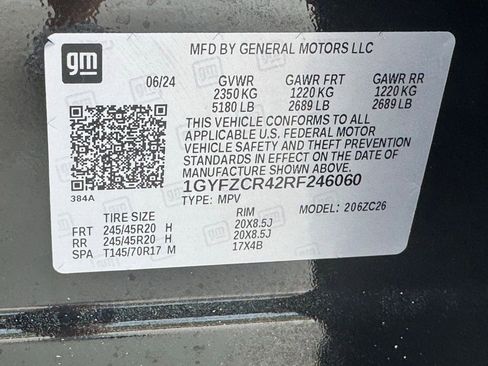 gm
MFD BY GENERAL MOTORS LLC
06/24 GVWR GAWR FRT GAWR RR
2350 KG 1220 KG 1220 KG
5180 LB 2689 LB 2689 LB
THIS VEHICLE CONFORMS TO ALL
APPLICABLE U.S. FEDERAL MOTOR
VEHICLE SAFETY AND THEFT PREVENTION
STANDARDS IN EFFECT ON THE DATE OF
MANUFACTURE SHOWN ABOVE.
1GYFZCR42RF246060
384A TYPE: MPV MODEL: 206ZC26
TIRE SIZE RIM
FRT 245/45R20 H 20X8.5J
RR 245/45R20 H 20X8.5J
SPA T145/70R17 M 17X4B